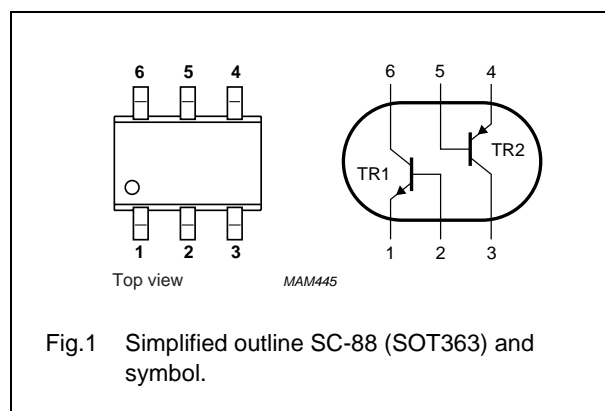 6 5 4
1 2 3
Top view
6 5 4
TR1
TR2
1 2 3
MAM445
Fig.1 Simplified outline SC-88 (SOT363) and
symbol.